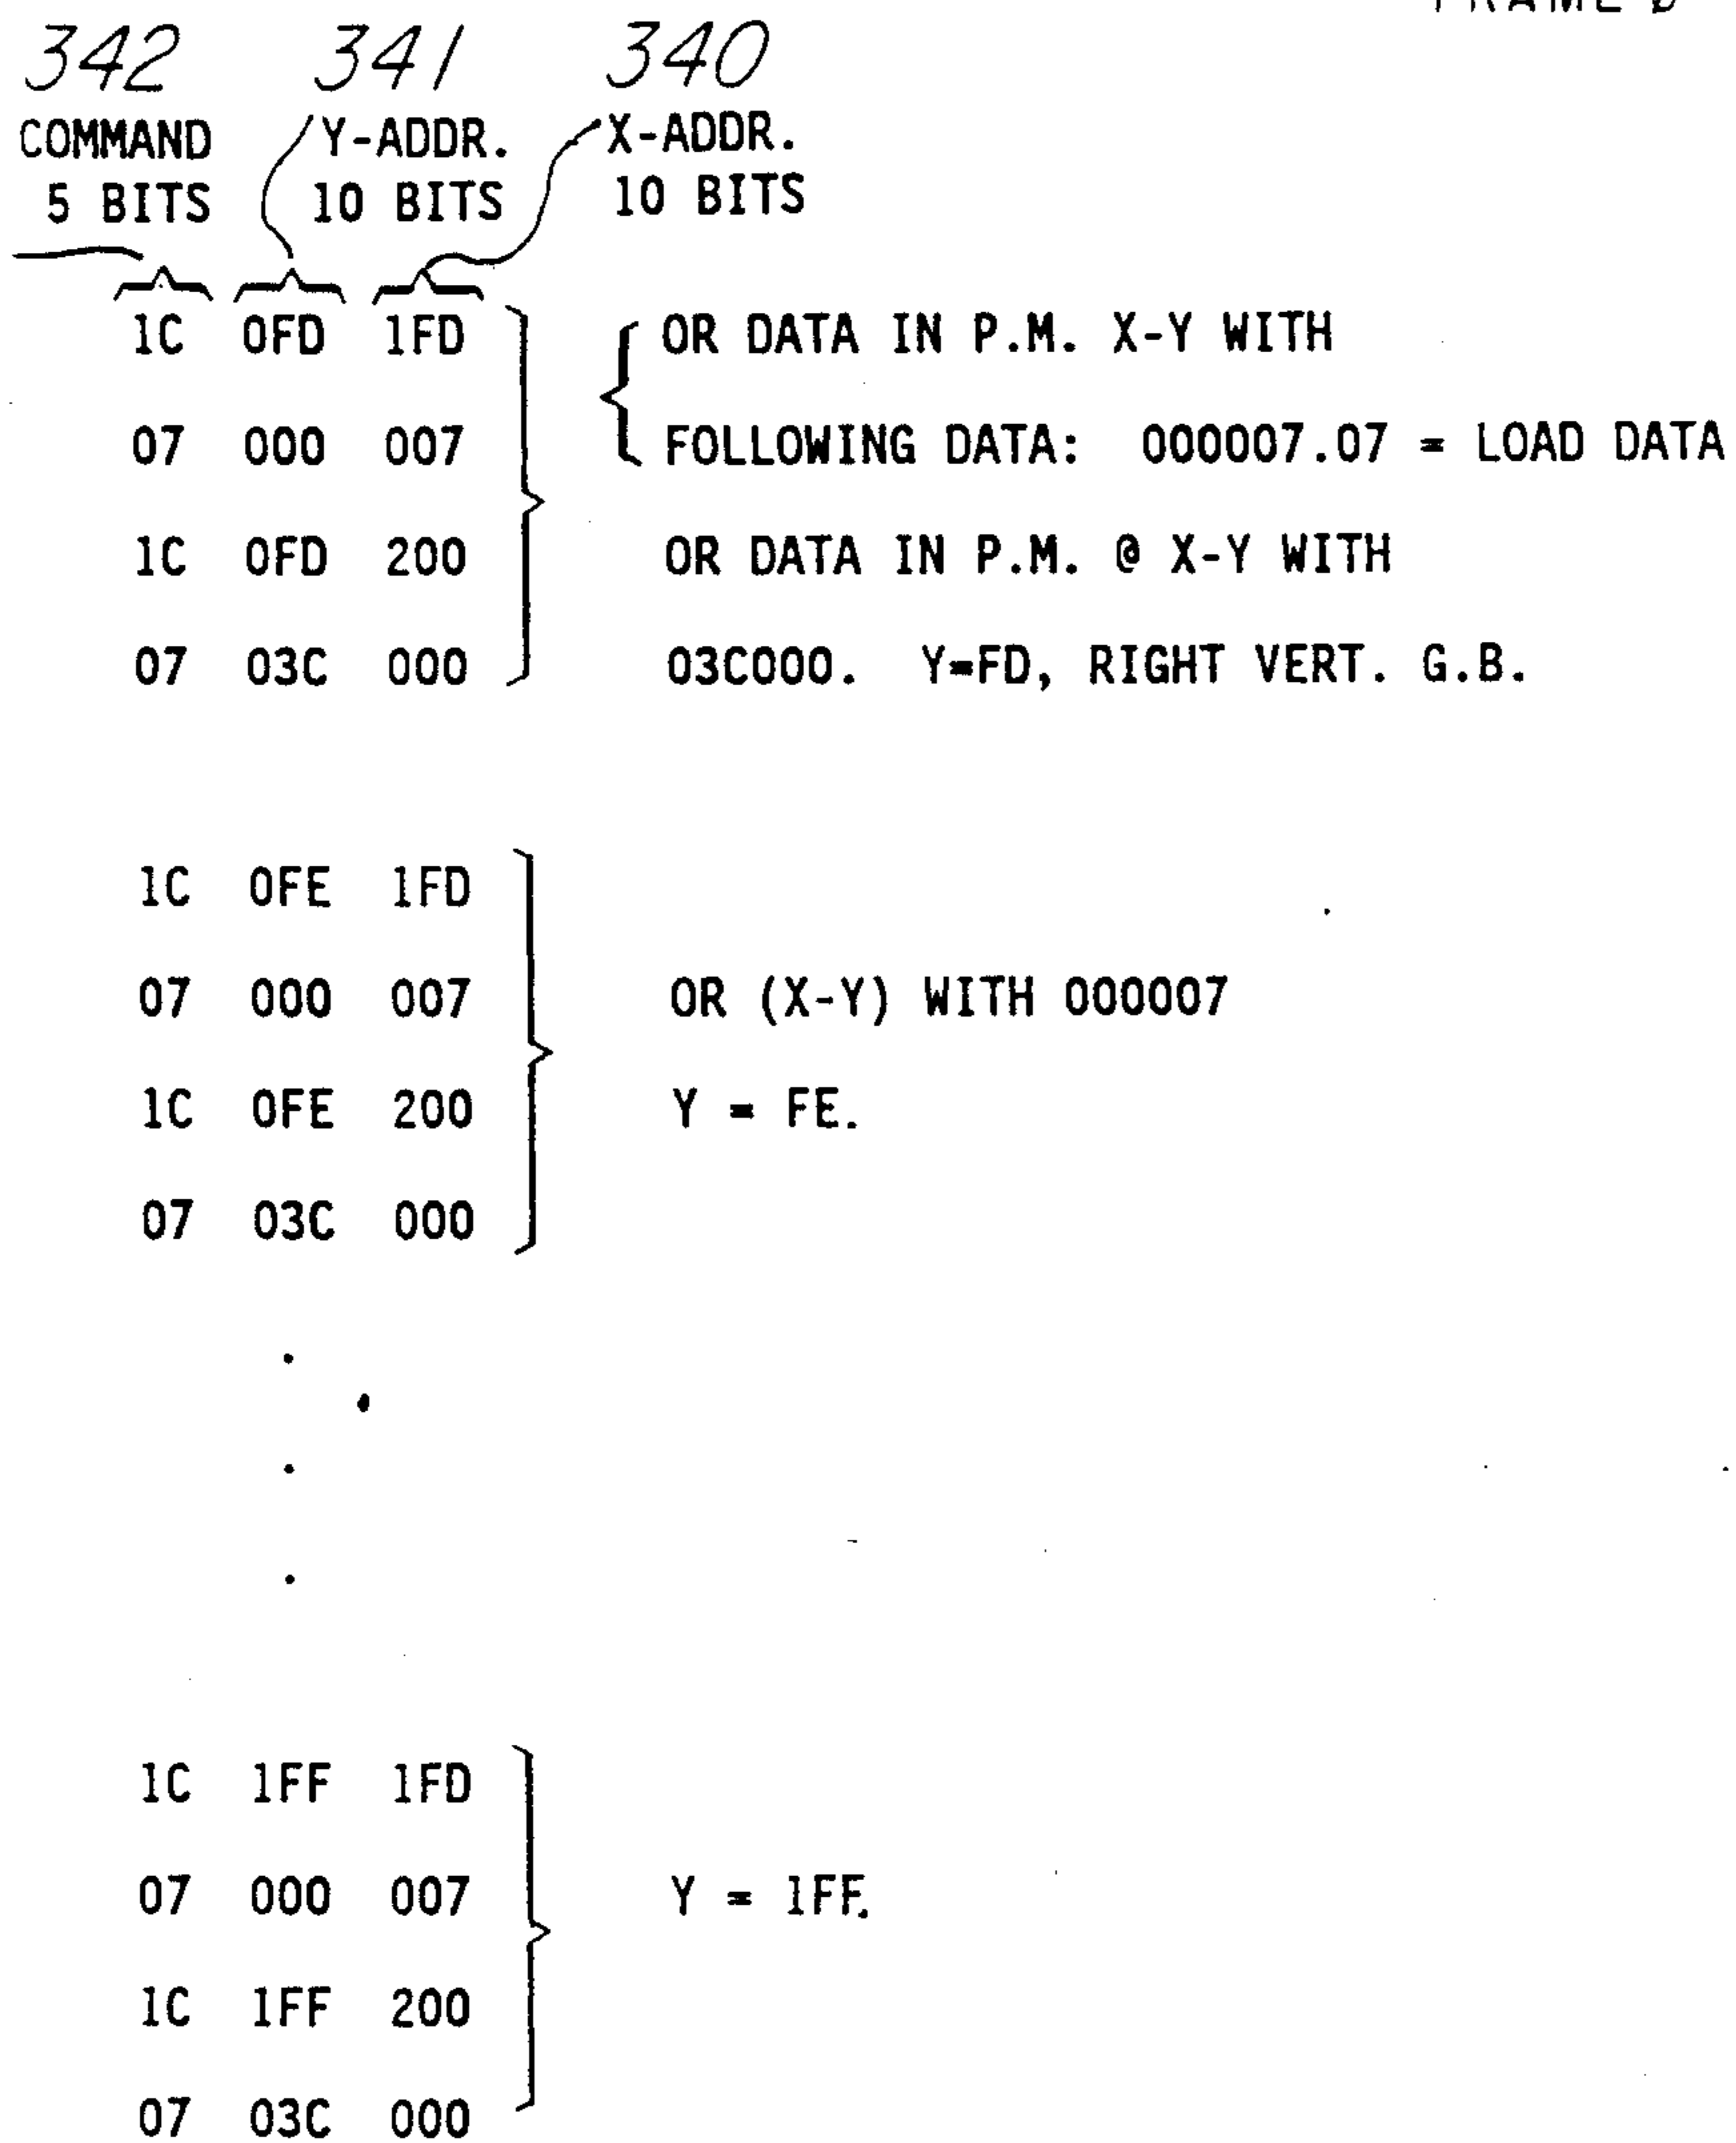 342 341 340
COMMAND Y-ADDR. X-ADDR.
5 BITS 10 BITS 10 BITS
1C 0FD 1FD OR DATA IN P.M. X-Y WITH
07 000 007 FOLLOWING DATA: 000007.07 = LOAD DATA
1C 0FD 200 OR DATA IN P.M. @ X-Y WITH
07 03C 000 03C000. Y=FD, RIGHT VERT. G.B.
1C 0FE 1FD
07 000 007 OR (X-Y) WITH 000007
1C 0FE 200 Y = FE.
07 03C 000
1C 1FF 1FD
07 000 007 Y = 1FF.
1C 1FF 200
07 03C 000